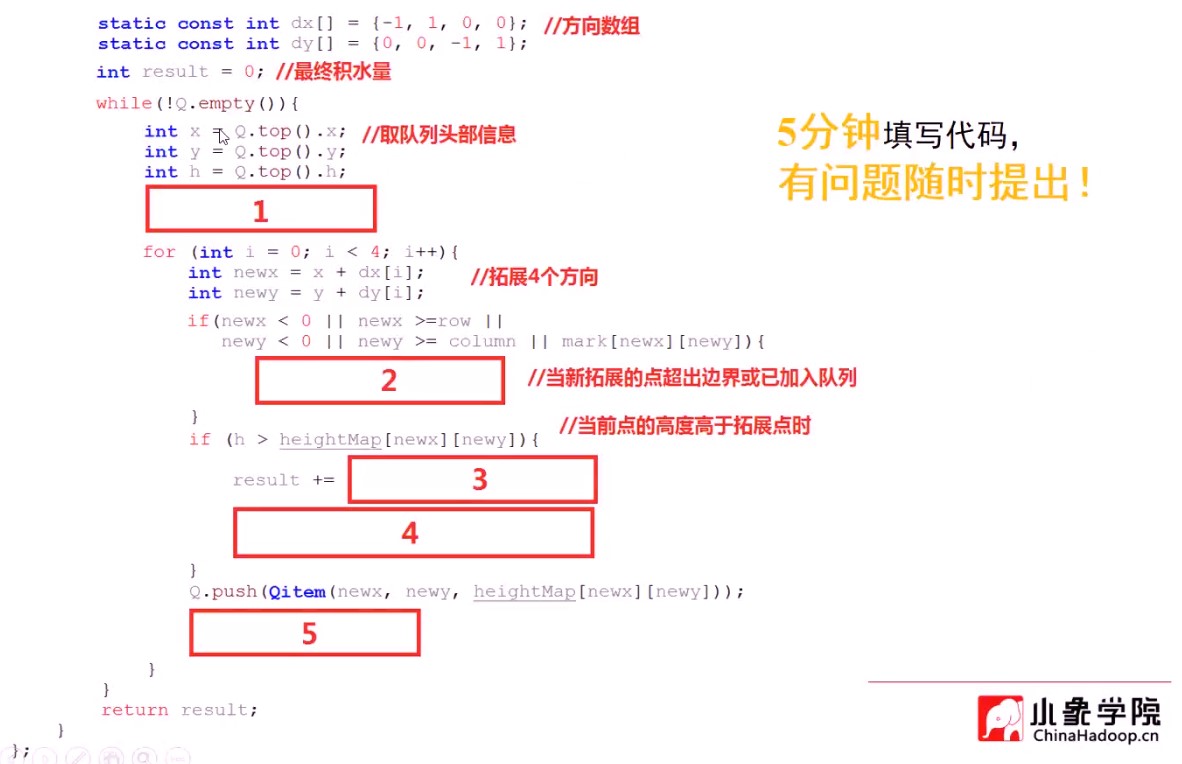 static const int dx[] = {-1, 1, 0, 0}; //方向数组
static const int dy[] = {0, 0, -1, 1};
int result = 0; //最终积水量
while(!Q.empty()){
int x = Q.top().x; //取队列头部信息
int y = Q.top().y;
int h = Q.top().h;
1
for (int i = 0; i < 4; i++){
int newx = x + dx[i]; //拓展4个方向
int newy = y + dy[i];
if(newx < 0 || newx >=row ||
newy < 0 || newy >= column || mark[newx][newy]){
2 //当新拓展的点超出边界或已加入队列
}
//当前点的高度高于拓展点时
if (h > heightMap[newx][newy]){
result += 3
4
}
Q.push(Qitem(newx, newy, heightMap[newx][newy]));
5
}
}
return result;
}
};
5分钟填写代码，
有问题随时提出！
小象学院
ChinaHadoop.cn